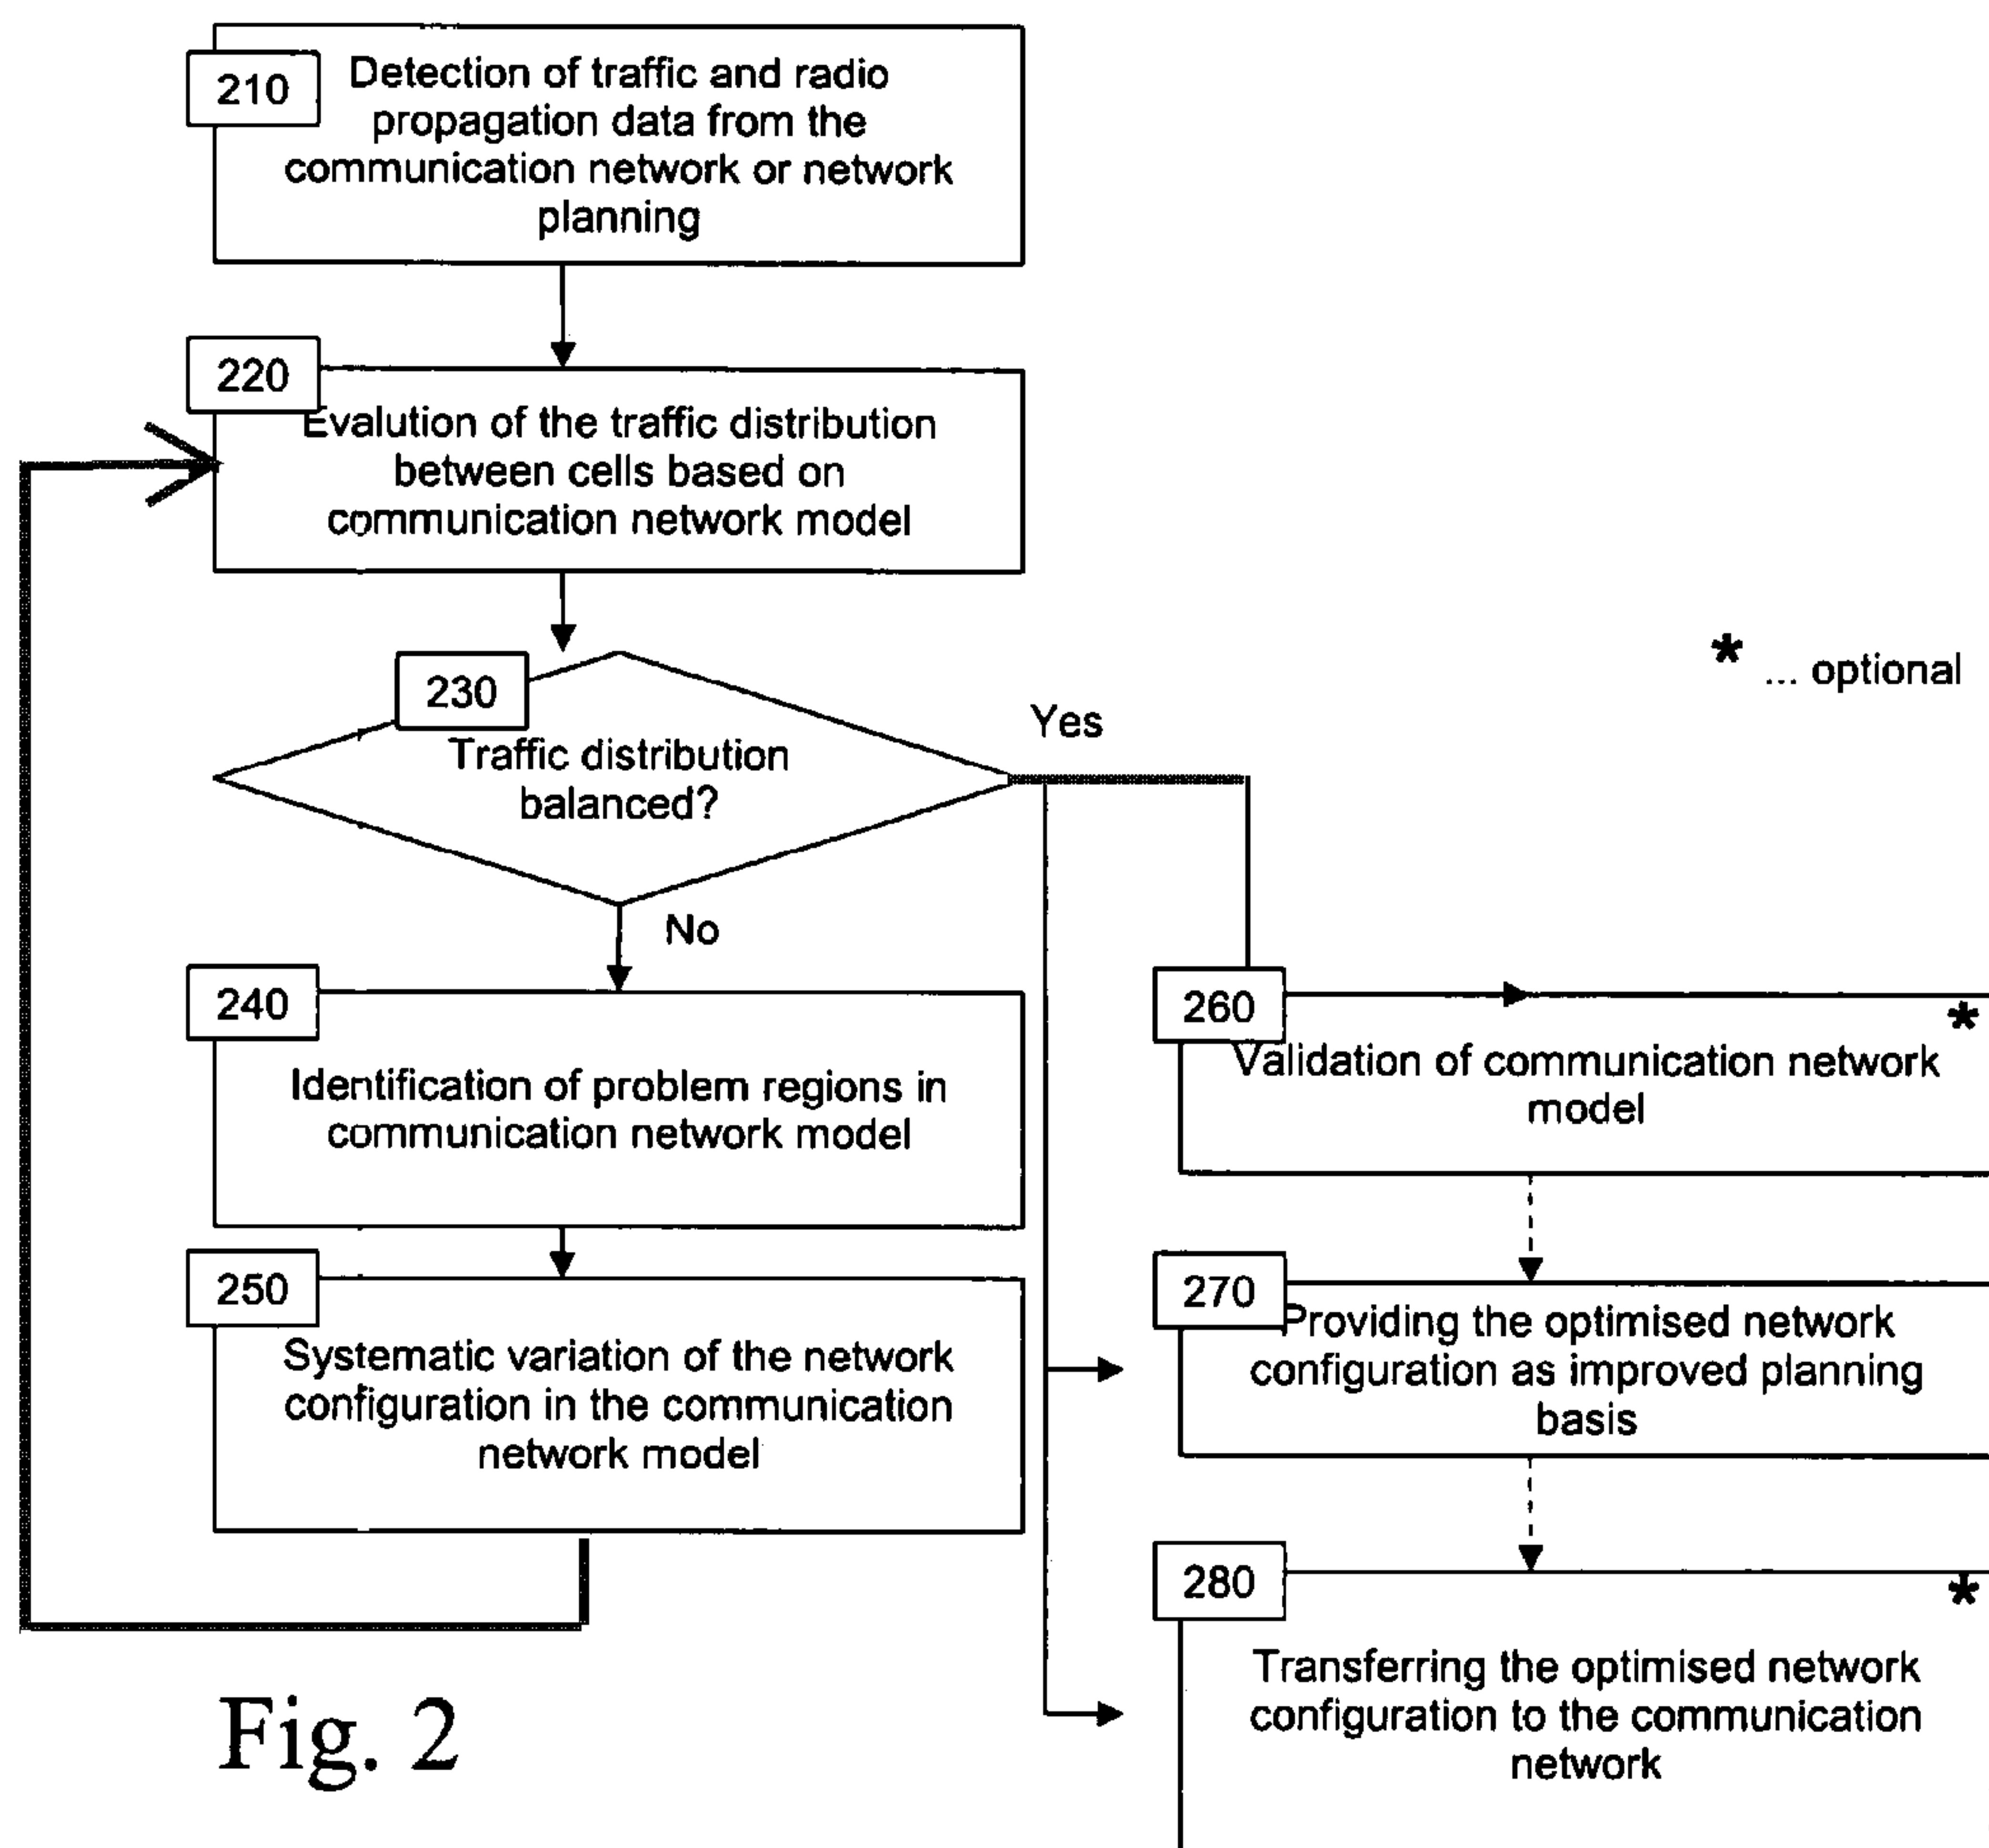 210
Detection of traffic and radio
propagation data from the
communication network or network
planning
220
Evalution of the traffic distribution
between cells based on
communication network model
* ... optional
230
Traffic distribution
balanced?
Yes
No
240
Identification of problem regions in
communication network model
250
Systematic variation of the network
configuration in the communication
network model
260
*
Validation of communication network
model
270
Providing the optimised network
configuration as improved planning
basis
280
*
Transferring the optimised network
configuration to the communication
network
Fig. 2